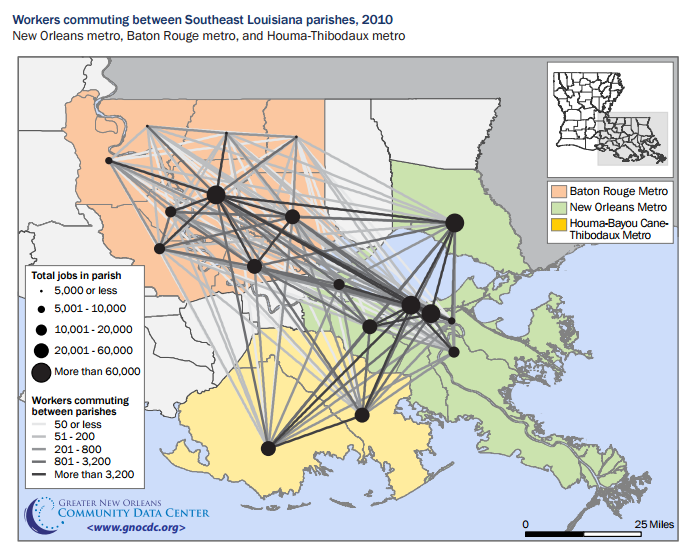 Workers commuting between Southeast Louisiana parishes, 2010
New Orleans metro, Baton Rouge metro, and Houma-Thibodaux metro
Baton Rouge Metro
New Orleans Metro
Houma-Bayou Cane-
Thibodaux Metro
Total jobs in parish
5,000 or less
5,001 - 10,000
10,001 - 20,000
20,001 - 60,000
More than 60,000
Workers commuting
between parishes
50 or less
51 - 200
201 - 800
801 - 3,200
More than 3,200
GREATER NEW ORLEANS
COMMUNITY DATA CENTER
<www.gnocdc.org>
0 25 Miles